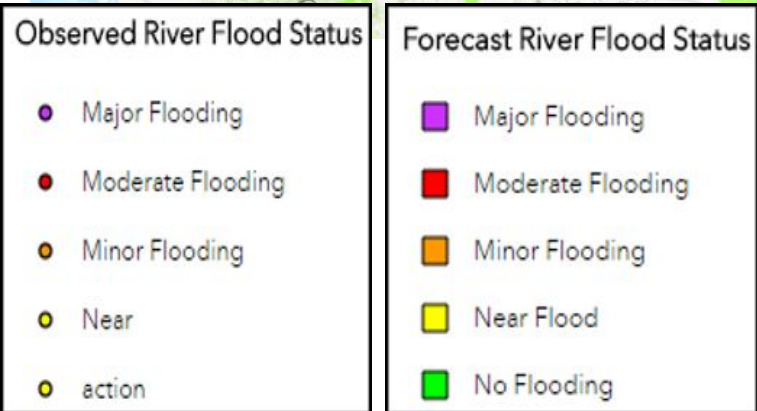 Observed River Flood Status
Major Flooding
Moderate Flooding
Minor Flooding
Near
action
Forecast River Flood Status
Major Flooding
Moderate Flooding
Minor Flooding
Near Flood
No Flooding